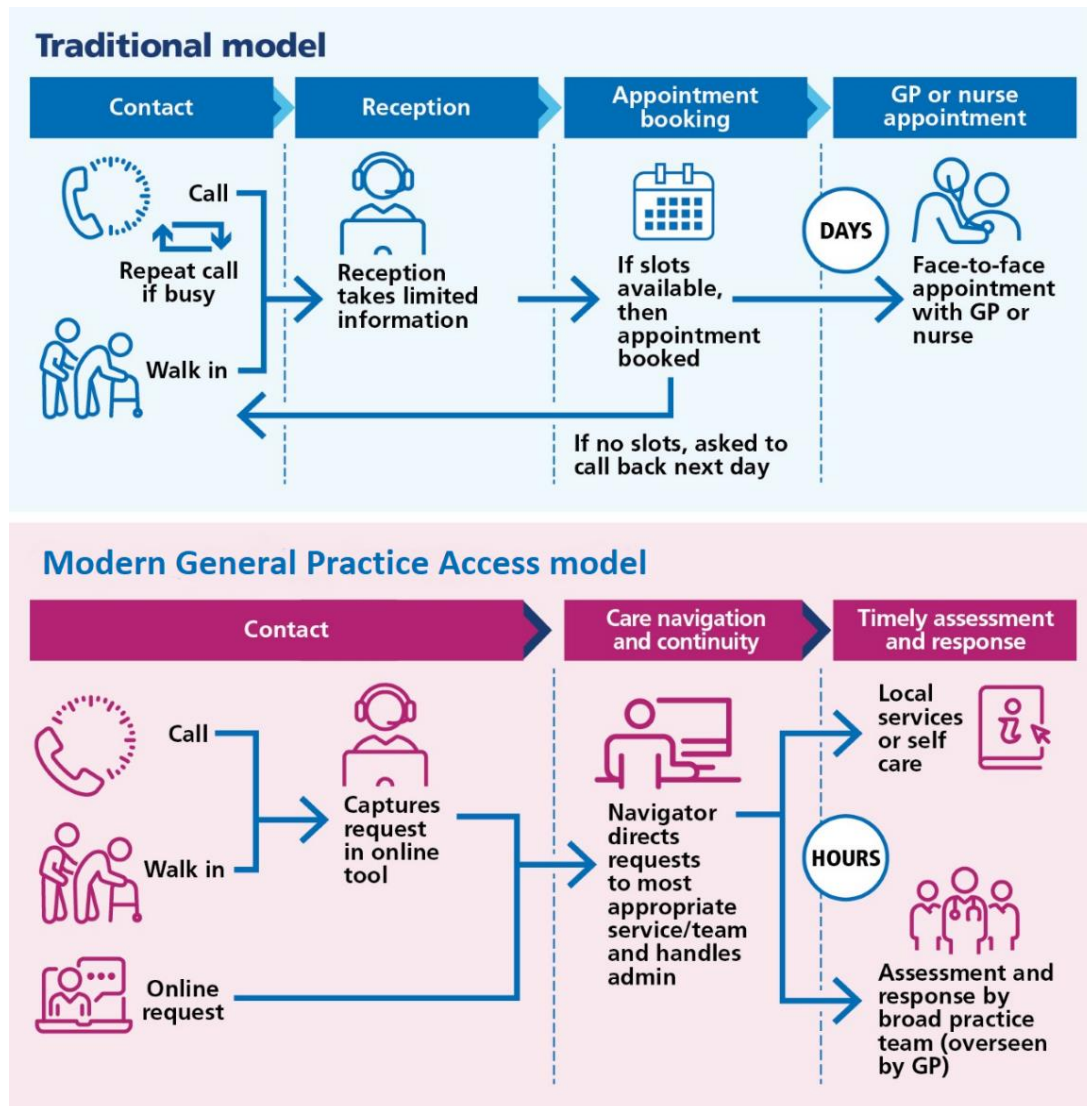 Traditional model
Contact
Reception
Appointment
booking
GP or nurse
appointment
Call
Repeat call
if busy
Walk in
Reception
takes limited
information
If slots
available,
then
appointment
booked
If no slots, asked to
call back next day
DAYS
Face-to-face
appointment
with GP or
nurse
Modern General Practice Access model
Contact
Care navigation
and continuity
Timely assessment
and response
Call
Walk in
Online
request
Captures
request
in online
tool
Navigator
directs
requests
to most
appropriate
service/team
and handles
admin
Local
services
or self
care
i
HOURS
Assessment and
response by
broad practice
team (overseen
by GP)